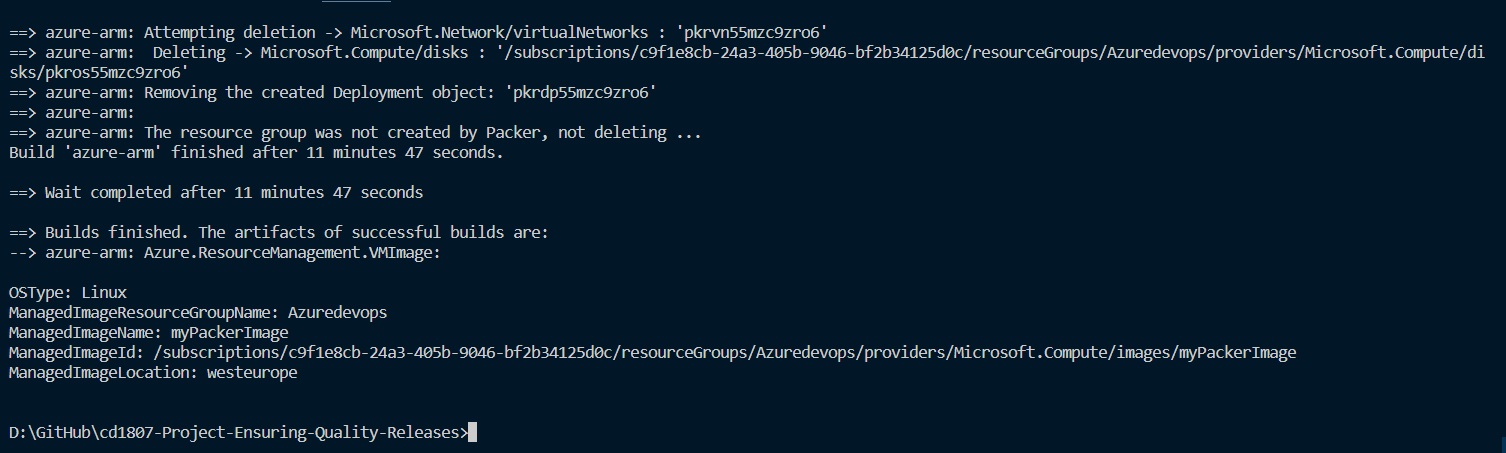 ==> azure-arm: Attempting deletion -> Microsoft.Network/virtualNetworks : 'pkrvn55mzc9zro6'
==> azure-arm:  Deleting -> Microsoft.Compute/disks : '/subscriptions/c9f1e8cb-24a3-405b-9046-bf2b34125d0c/resourceGroups/Azuredevops/providers/Microsoft.Compute/di
sks/pkros55mzc9zro6'
==> azure-arm: Removing the created Deployment object: 'pkrdp55mzc9zro6'
==> azure-arm:
==> azure-arm: The resource group was not created by Packer, not deleting ...
Build 'azure-arm' finished after 11 minutes 47 seconds.
==> Wait completed after 11 minutes 47 seconds
==> Builds finished. The artifacts of successful builds are:
--> azure-arm: Azure.ResourceManagement.VMImage:
OSType: Linux
ManagedImageResourceGroupName: Azuredevops
ManagedImageName: myPackerImage
ManagedImageId: /subscriptions/c9f1e8cb-24a3-405b-9046-bf2b34125d0c/resourceGroups/Azuredevops/providers/Microsoft.Compute/images/myPackerImage
ManagedImageLocation: westeurope
D:\GitHub\cd1807-Project-Ensuring-Quality-Releases>